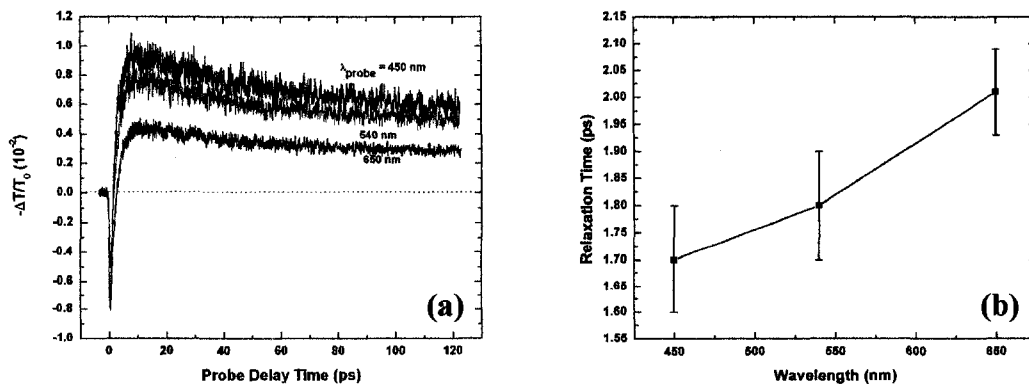 1.2
1.0
0.8
0.6
0.4
0.2
0.0
-0.2
-0.4
-0.6
-0.8
-1.0
-ΔT/T₀ (10⁻²)
λprobe = 450 nm
540 nm
650 nm
(a)
0 20 40 60 80 100 120
Probe Delay Time (ps)
2.15
2.10
2.05
2.00
1.95
1.90
1.85
1.80
1.75
1.70
1.65
1.60
1.55
Relaxation Time (ps)
(b)
450 500 550 600 650
Wavelength (nm)